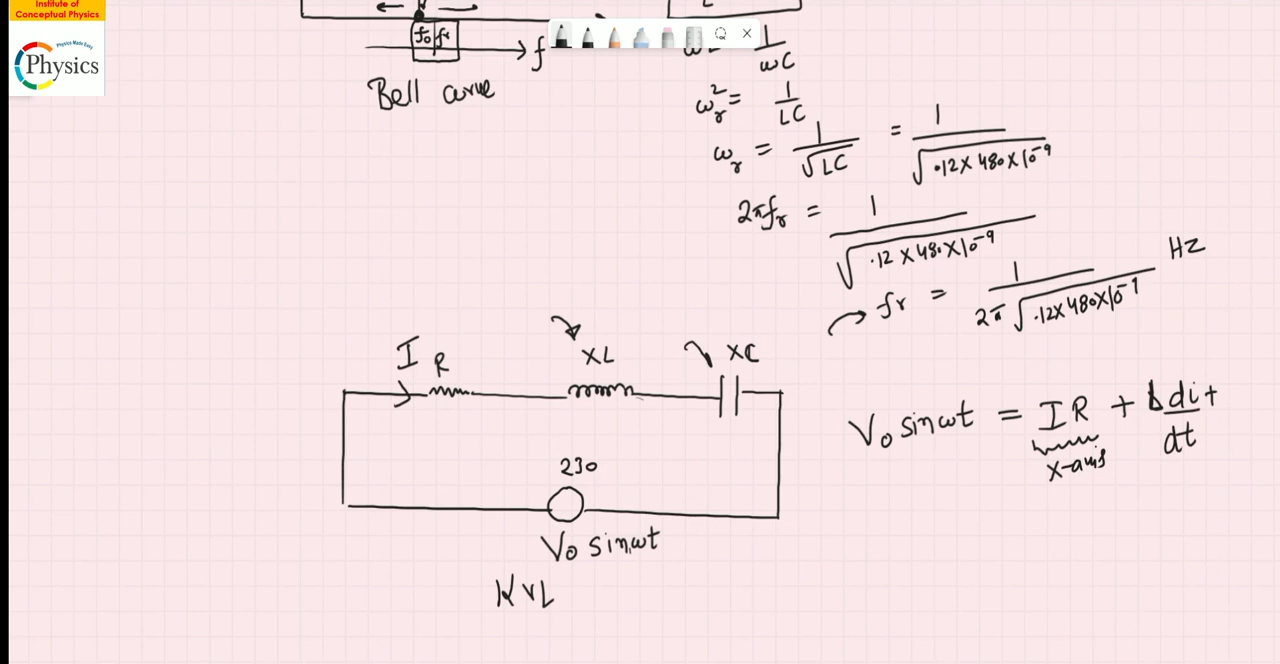 Institute of
Conceptual Physics
Physics Made Easy
Physics
f₀ fᵣ
f
Bell curve
1
ωC
ωᵣ² = 1/LC
ωᵣ = 1/√LC = 1/√.12×480×10⁻⁹
2πfᵣ = 1/√.12×480×10⁻⁹
fᵣ = 1/2π√.12×480×10⁻⁹ Hz
I R XL XC
230
V₀ sinωt
KVL
V₀ sinωt = IR + L di/dt +
x-axis